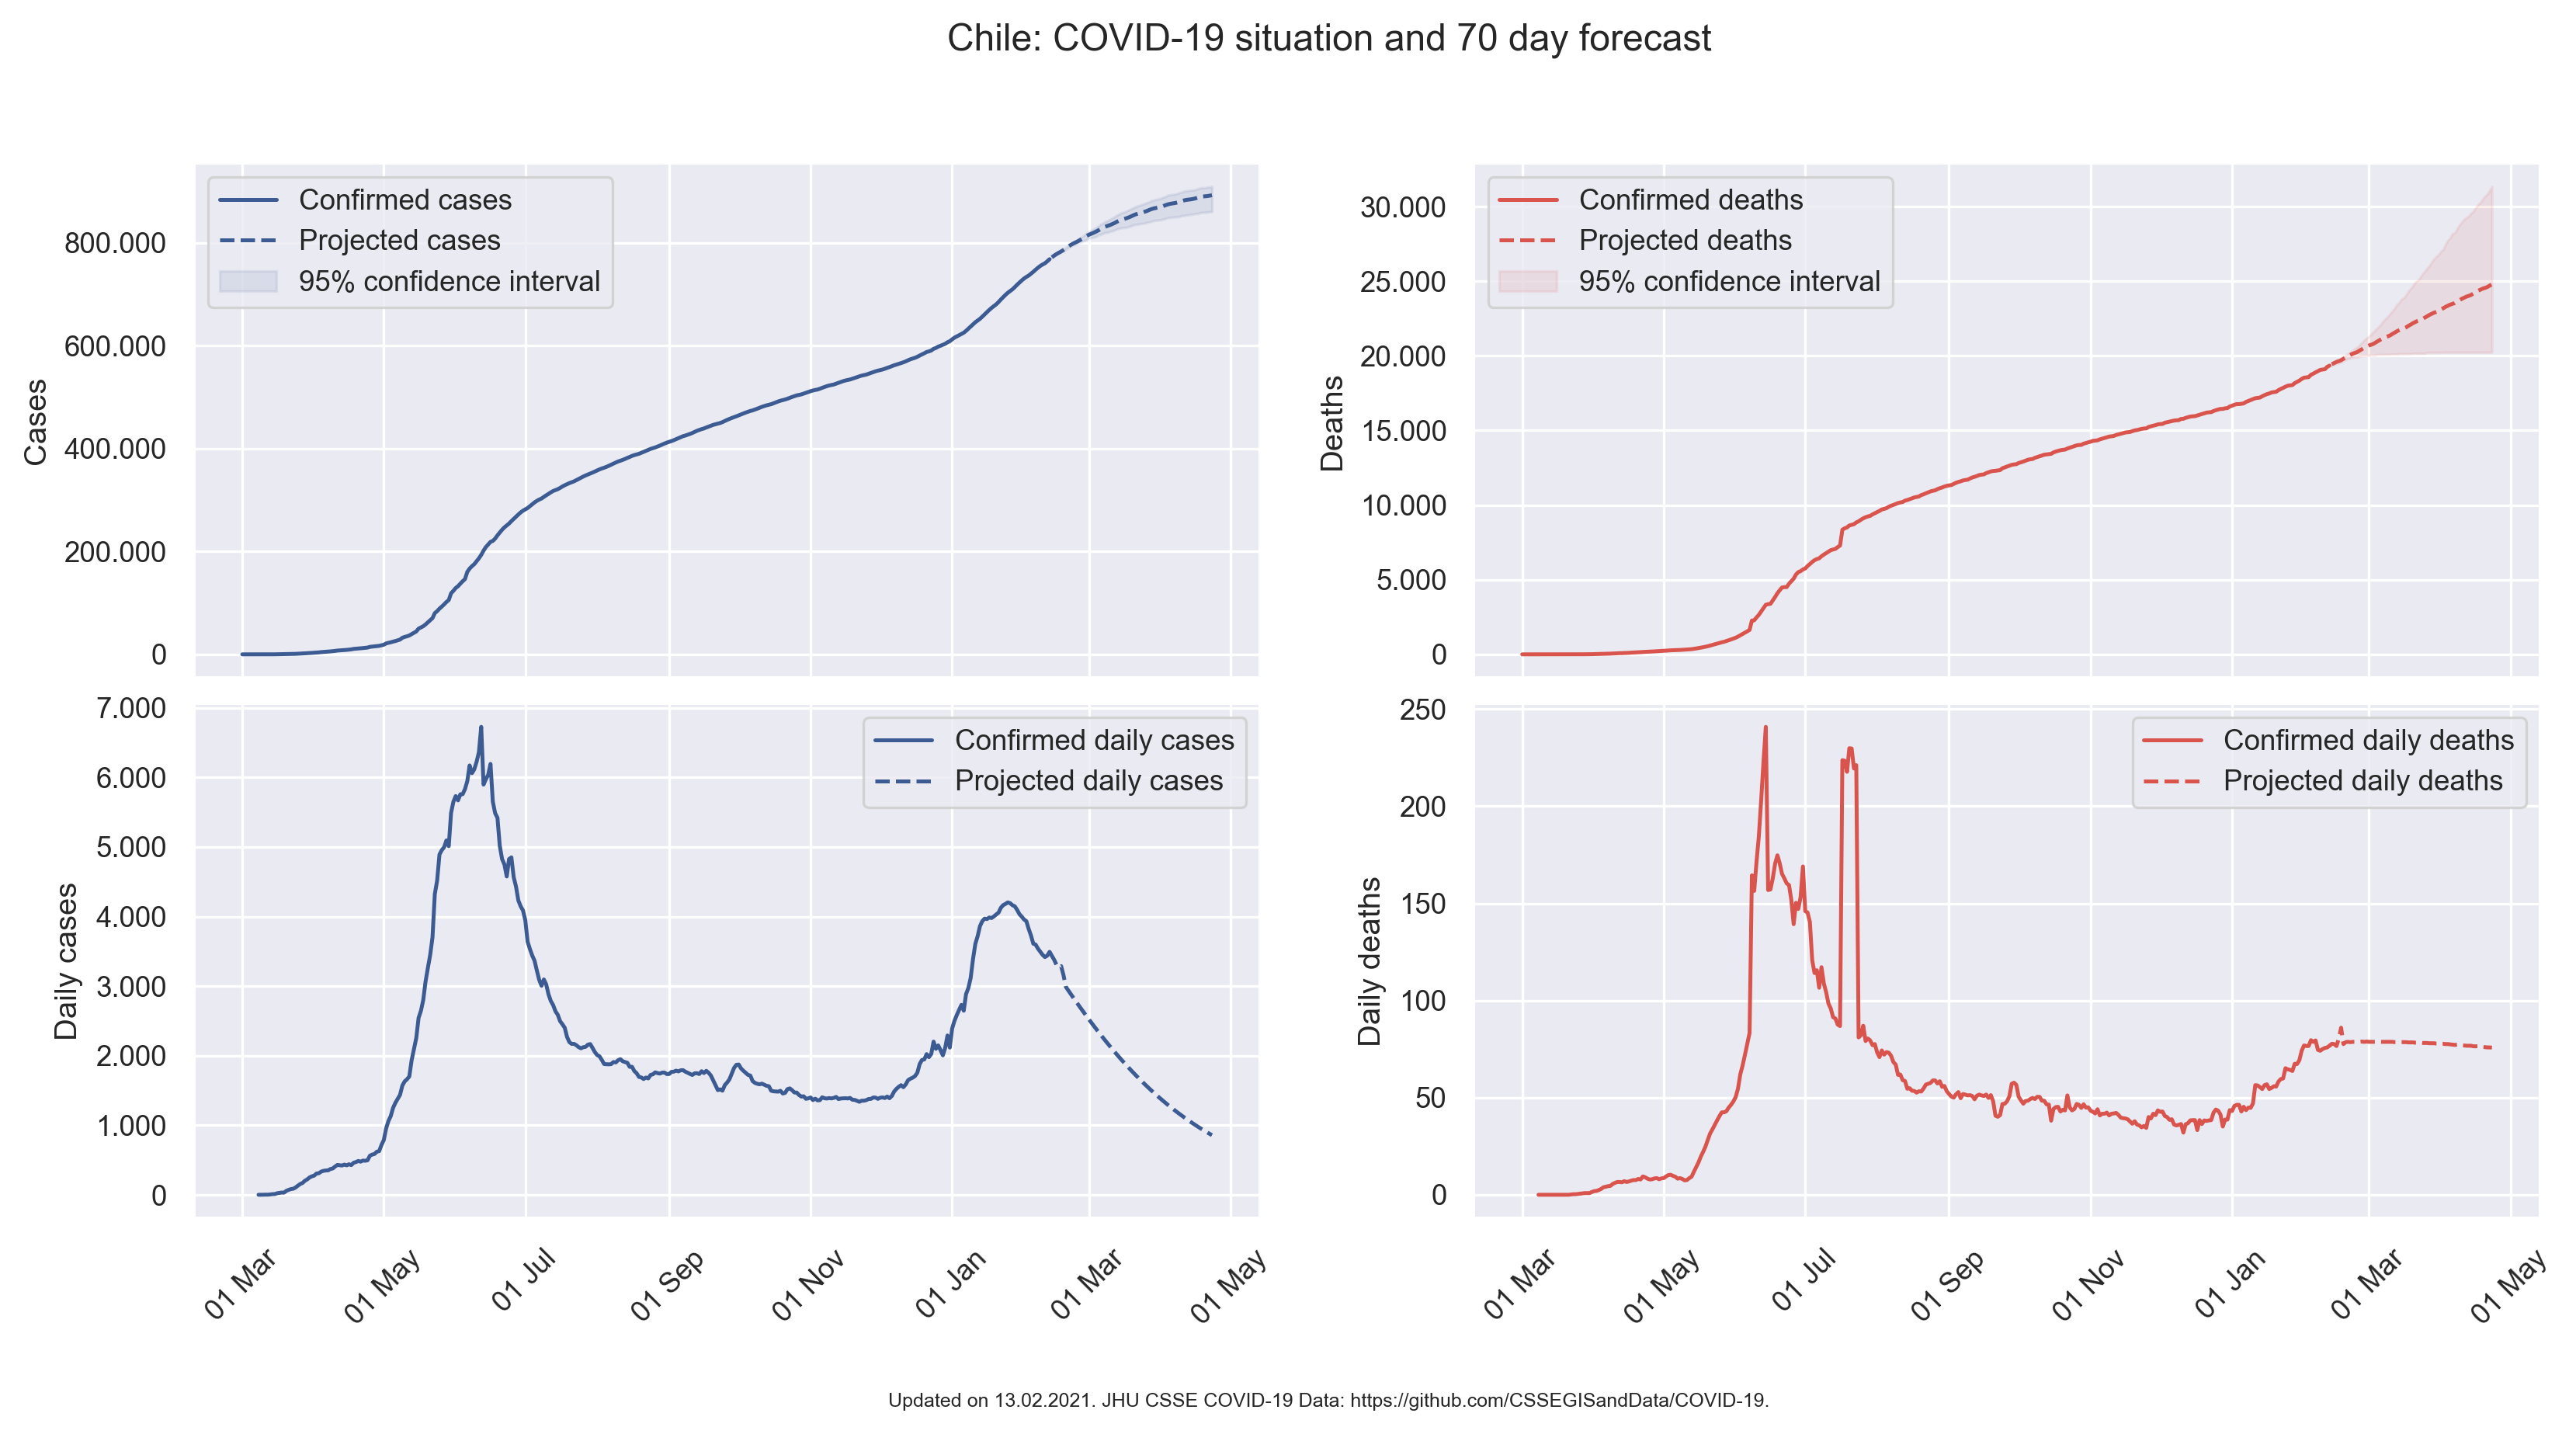 Chile: COVID-19 situation and 70 day forecast
Confirmed cases
Projected cases
95% confidence interval
Cases
800.000
600.000
400.000
200.000
0
Confirmed deaths
Projected deaths
95% confidence interval
Deaths
30.000
25.000
20.000
15.000
10.000
5.000
0
Confirmed daily cases
Projected daily cases
Daily cases
7.000
6.000
5.000
4.000
3.000
2.000
1.000
0
01 Mar
01 May
01 Jul
01 Sep
01 Nov
01 Jan
01 Mar
01 May
Confirmed daily deaths
Projected daily deaths
Daily deaths
250
200
150
100
50
0
01 Mar
01 May
01 Jul
01 Sep
01 Nov
01 Jan
01 Mar
01 May
Updated on 13.02.2021. JHU CSSE COVID-19 Data: https://github.com/CSSEGISandData/COVID-19.